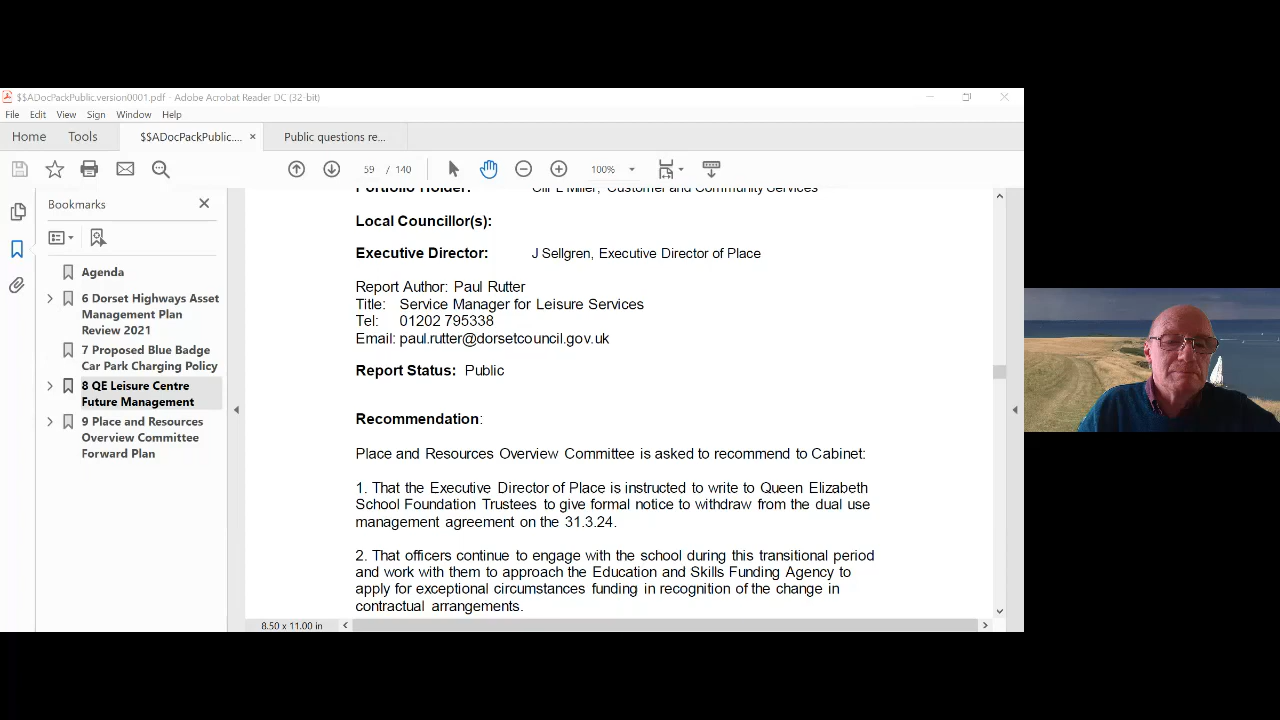 $$ADocPackPublic.version0001.pdf - Adobe Acrobat Reader DC (32-bit)
File Edit View Sign Window Help
Home Tools $$ADocPackPublic.... × Public questions re...
59 / 140 100%
Bookmarks
Agenda
6 Dorset Highways Asset
Management Plan
Review 2021
7 Proposed Blue Badge
Car Park Charging Policy
8 QE Leisure Centre
Future Management
9 Place and Resources
Overview Committee
Forward Plan
Portfolio Holder: Cllr L Miller, Customer and Community Services
Local Councillor(s):
Executive Director: J Sellgren, Executive Director of Place
Report Author: Paul Rutter
Title: Service Manager for Leisure Services
Tel: 01202 795338
Email: paul.rutter@dorsetcouncil.gov.uk
Report Status: Public
Recommendation:
Place and Resources Overview Committee is asked to recommend to Cabinet:
1. That the Executive Director of Place is instructed to write to Queen Elizabeth
School Foundation Trustees to give formal notice to withdraw from the dual use
management agreement on the 31.3.24.
2. That officers continue to engage with the school during this transitional period
and work with them to approach the Education and Skills Funding Agency to
apply for exceptional circumstances funding in recognition of the change in
contractual arrangements.
8.50 x 11.00 in